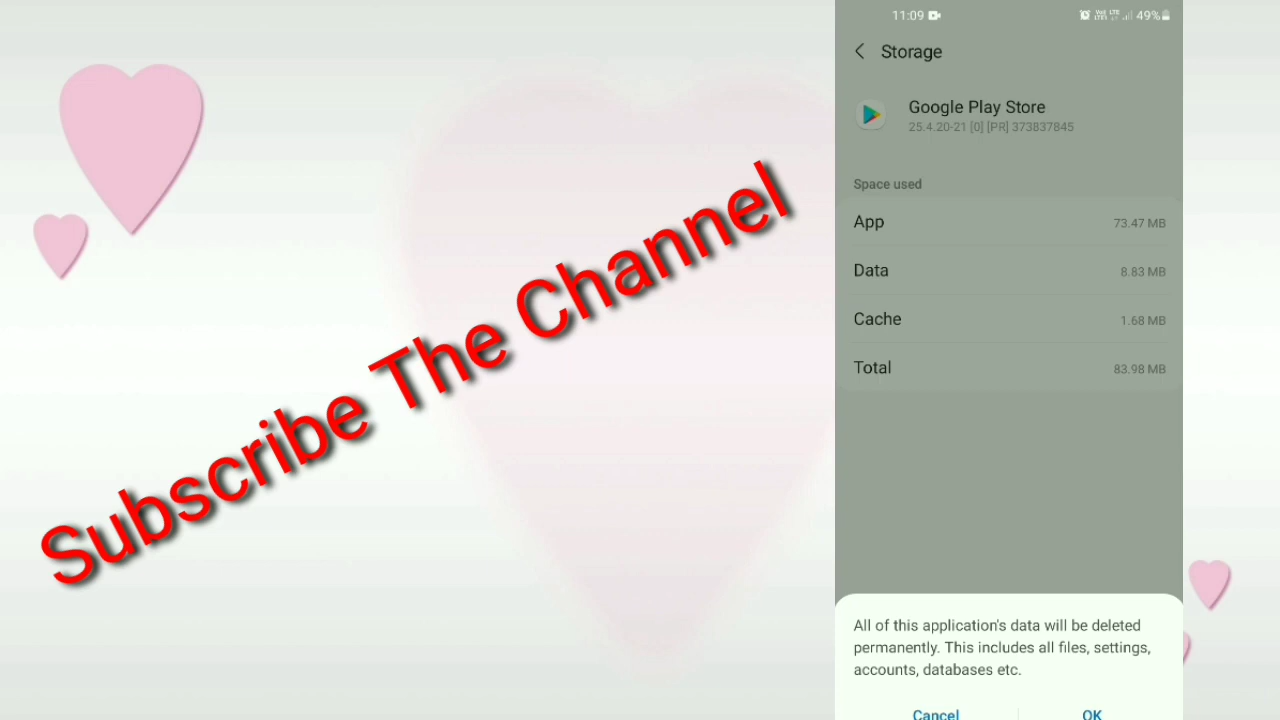 Subscribe The Channel
11:09 49%
Storage
Google Play Store
25.4.20-21 [0] [PR] 373837845
Space used
App 73.47 MB
Data 8.83 MB
Cache 1.68 MB
Total 83.98 MB
All of this application's data will be deleted
permanently. This includes all files, settings,
accounts, databases etc.
Cancel OK